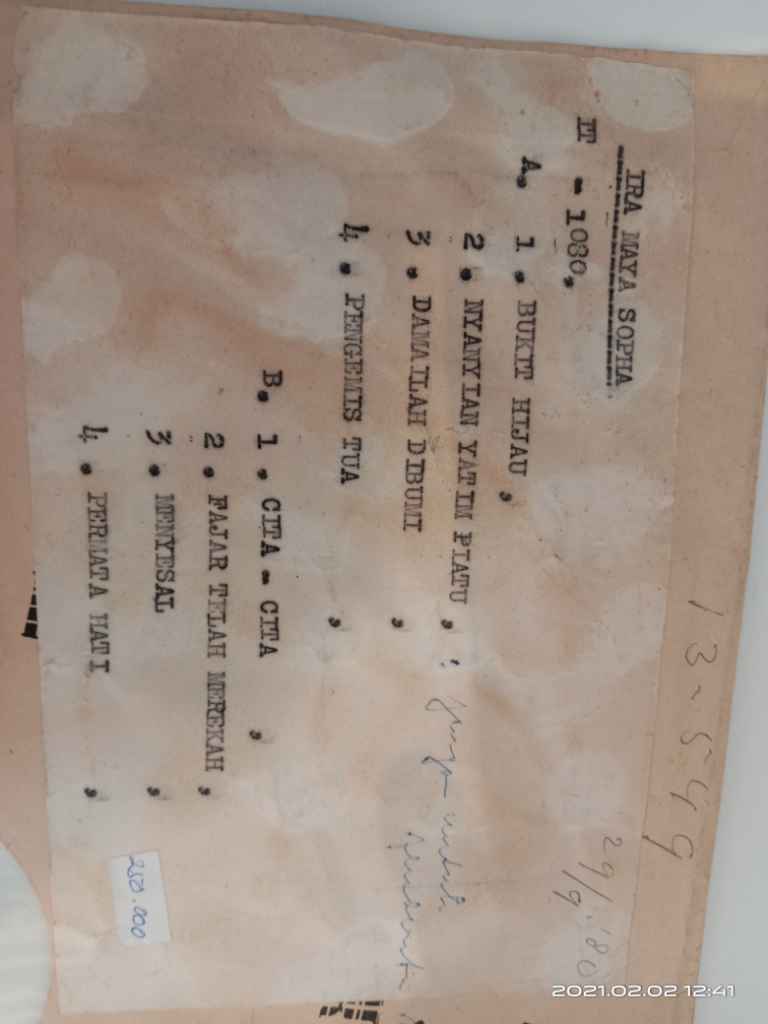 13-549
IRA MAYA SOPHA
IT - 1080,
29/9 '80
A, 1, BUKIT HIJAU ,
2. NYANYIAN YATIM PIATU , :
3. DAMAILAH DIBUMI ,
4. PENGEMIS TUA ,
B. 1, CITA - CITA ,
2. FAJAR TELAH MEREKAH ,
3. MENYESAL ,
4. PERMATA HATI ,
250.000
2021.02.02 12:41